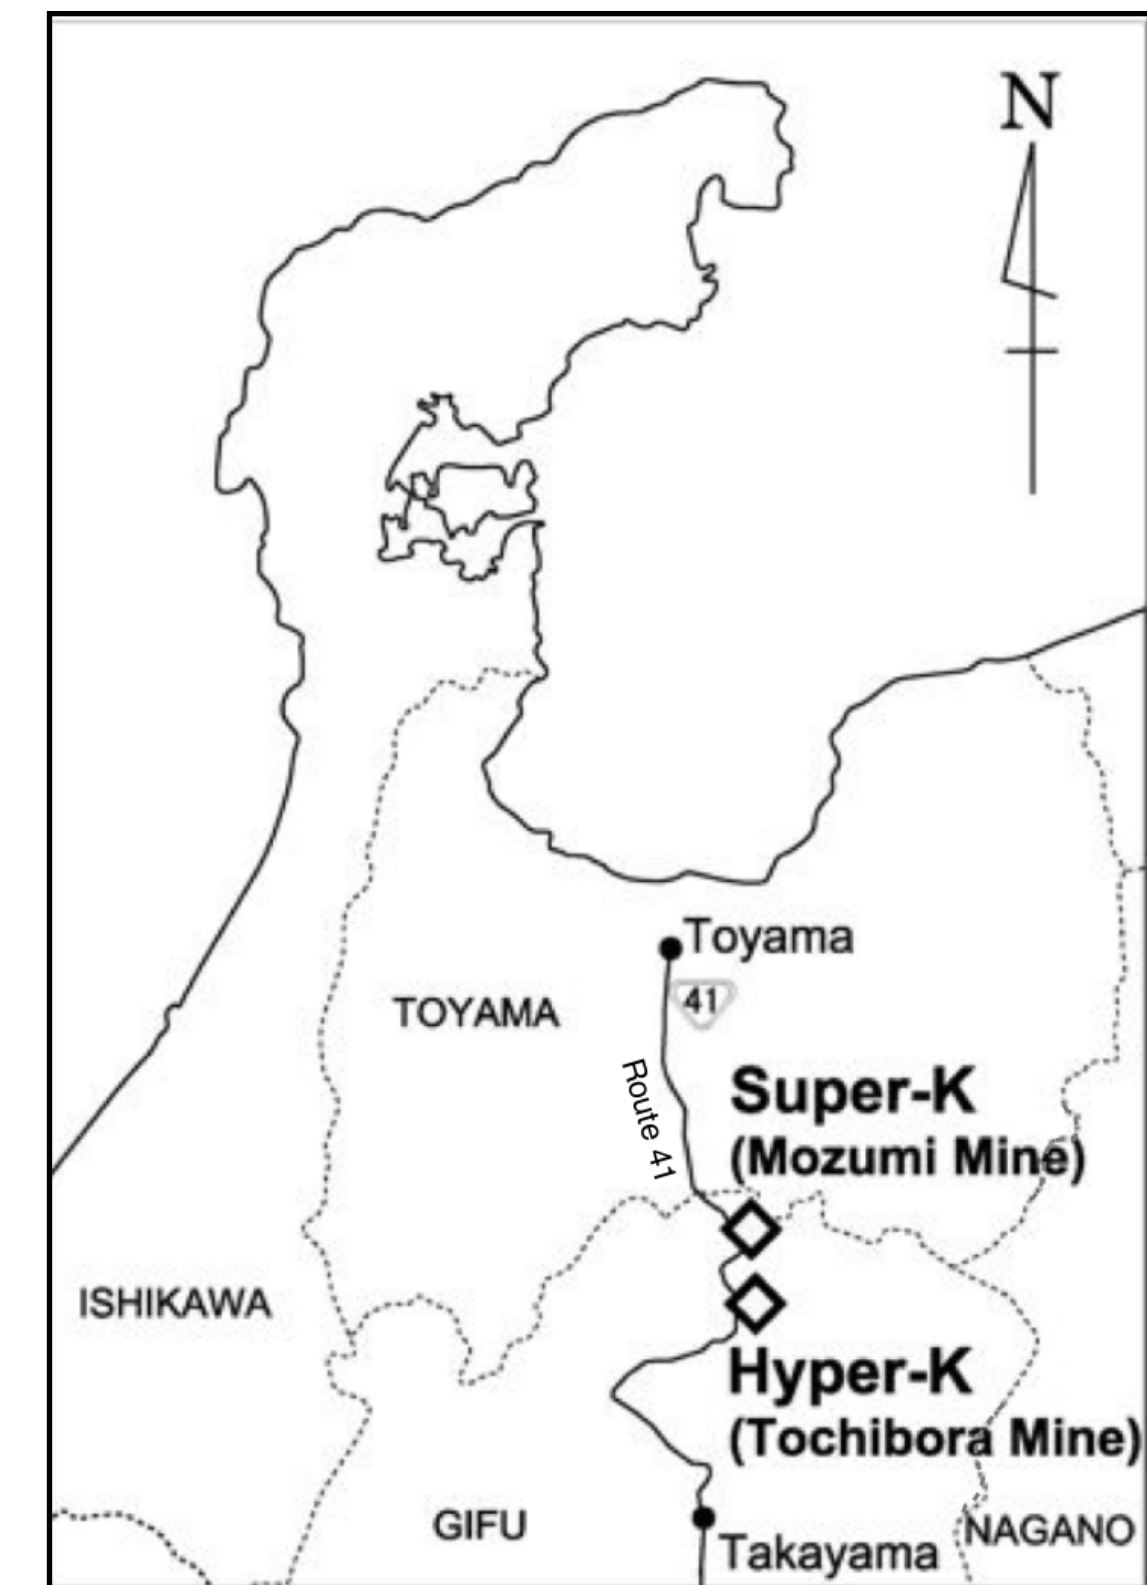 N
Toyama
41
TOYAMA
Route 41
Super-K
(Mozumi Mine)
ISHIKAWA
Hyper-K
(Tochibora Mine)
GIFU
NAGANO
Takayama